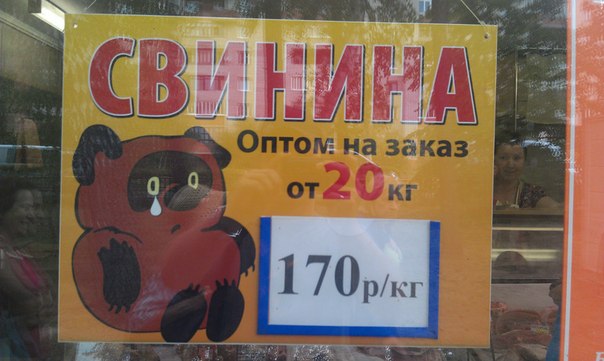 СВИНИНА
Оптом на заказ
от 20 кг
170р/кг